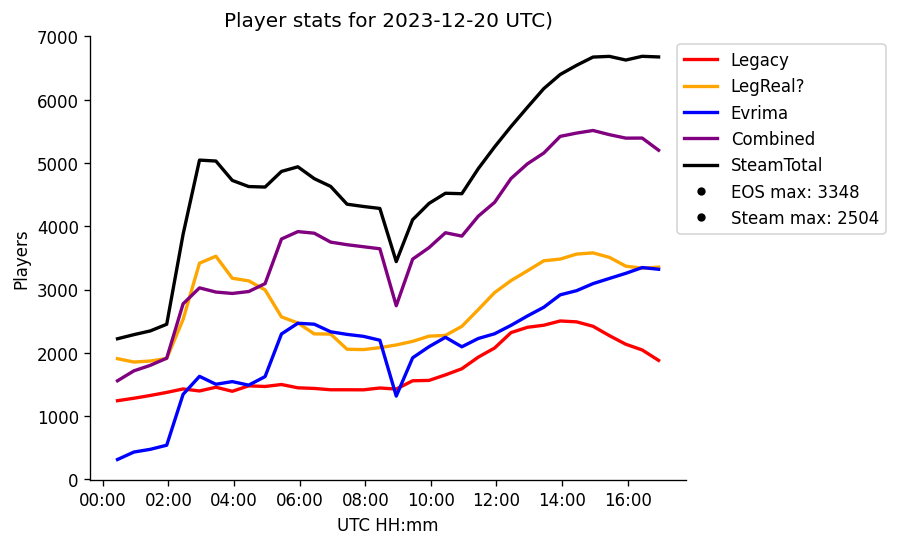 Player stats for 2023-12-20 UTC)
7000
6000
5000
4000
3000
2000
1000
0
Players
00:00 02:00 04:00 06:00 08:00 10:00 12:00 14:00 16:00
UTC HH:mm
Legacy
LegReal?
Evrima
Combined
SteamTotal
EOS max: 3348
Steam max: 2504